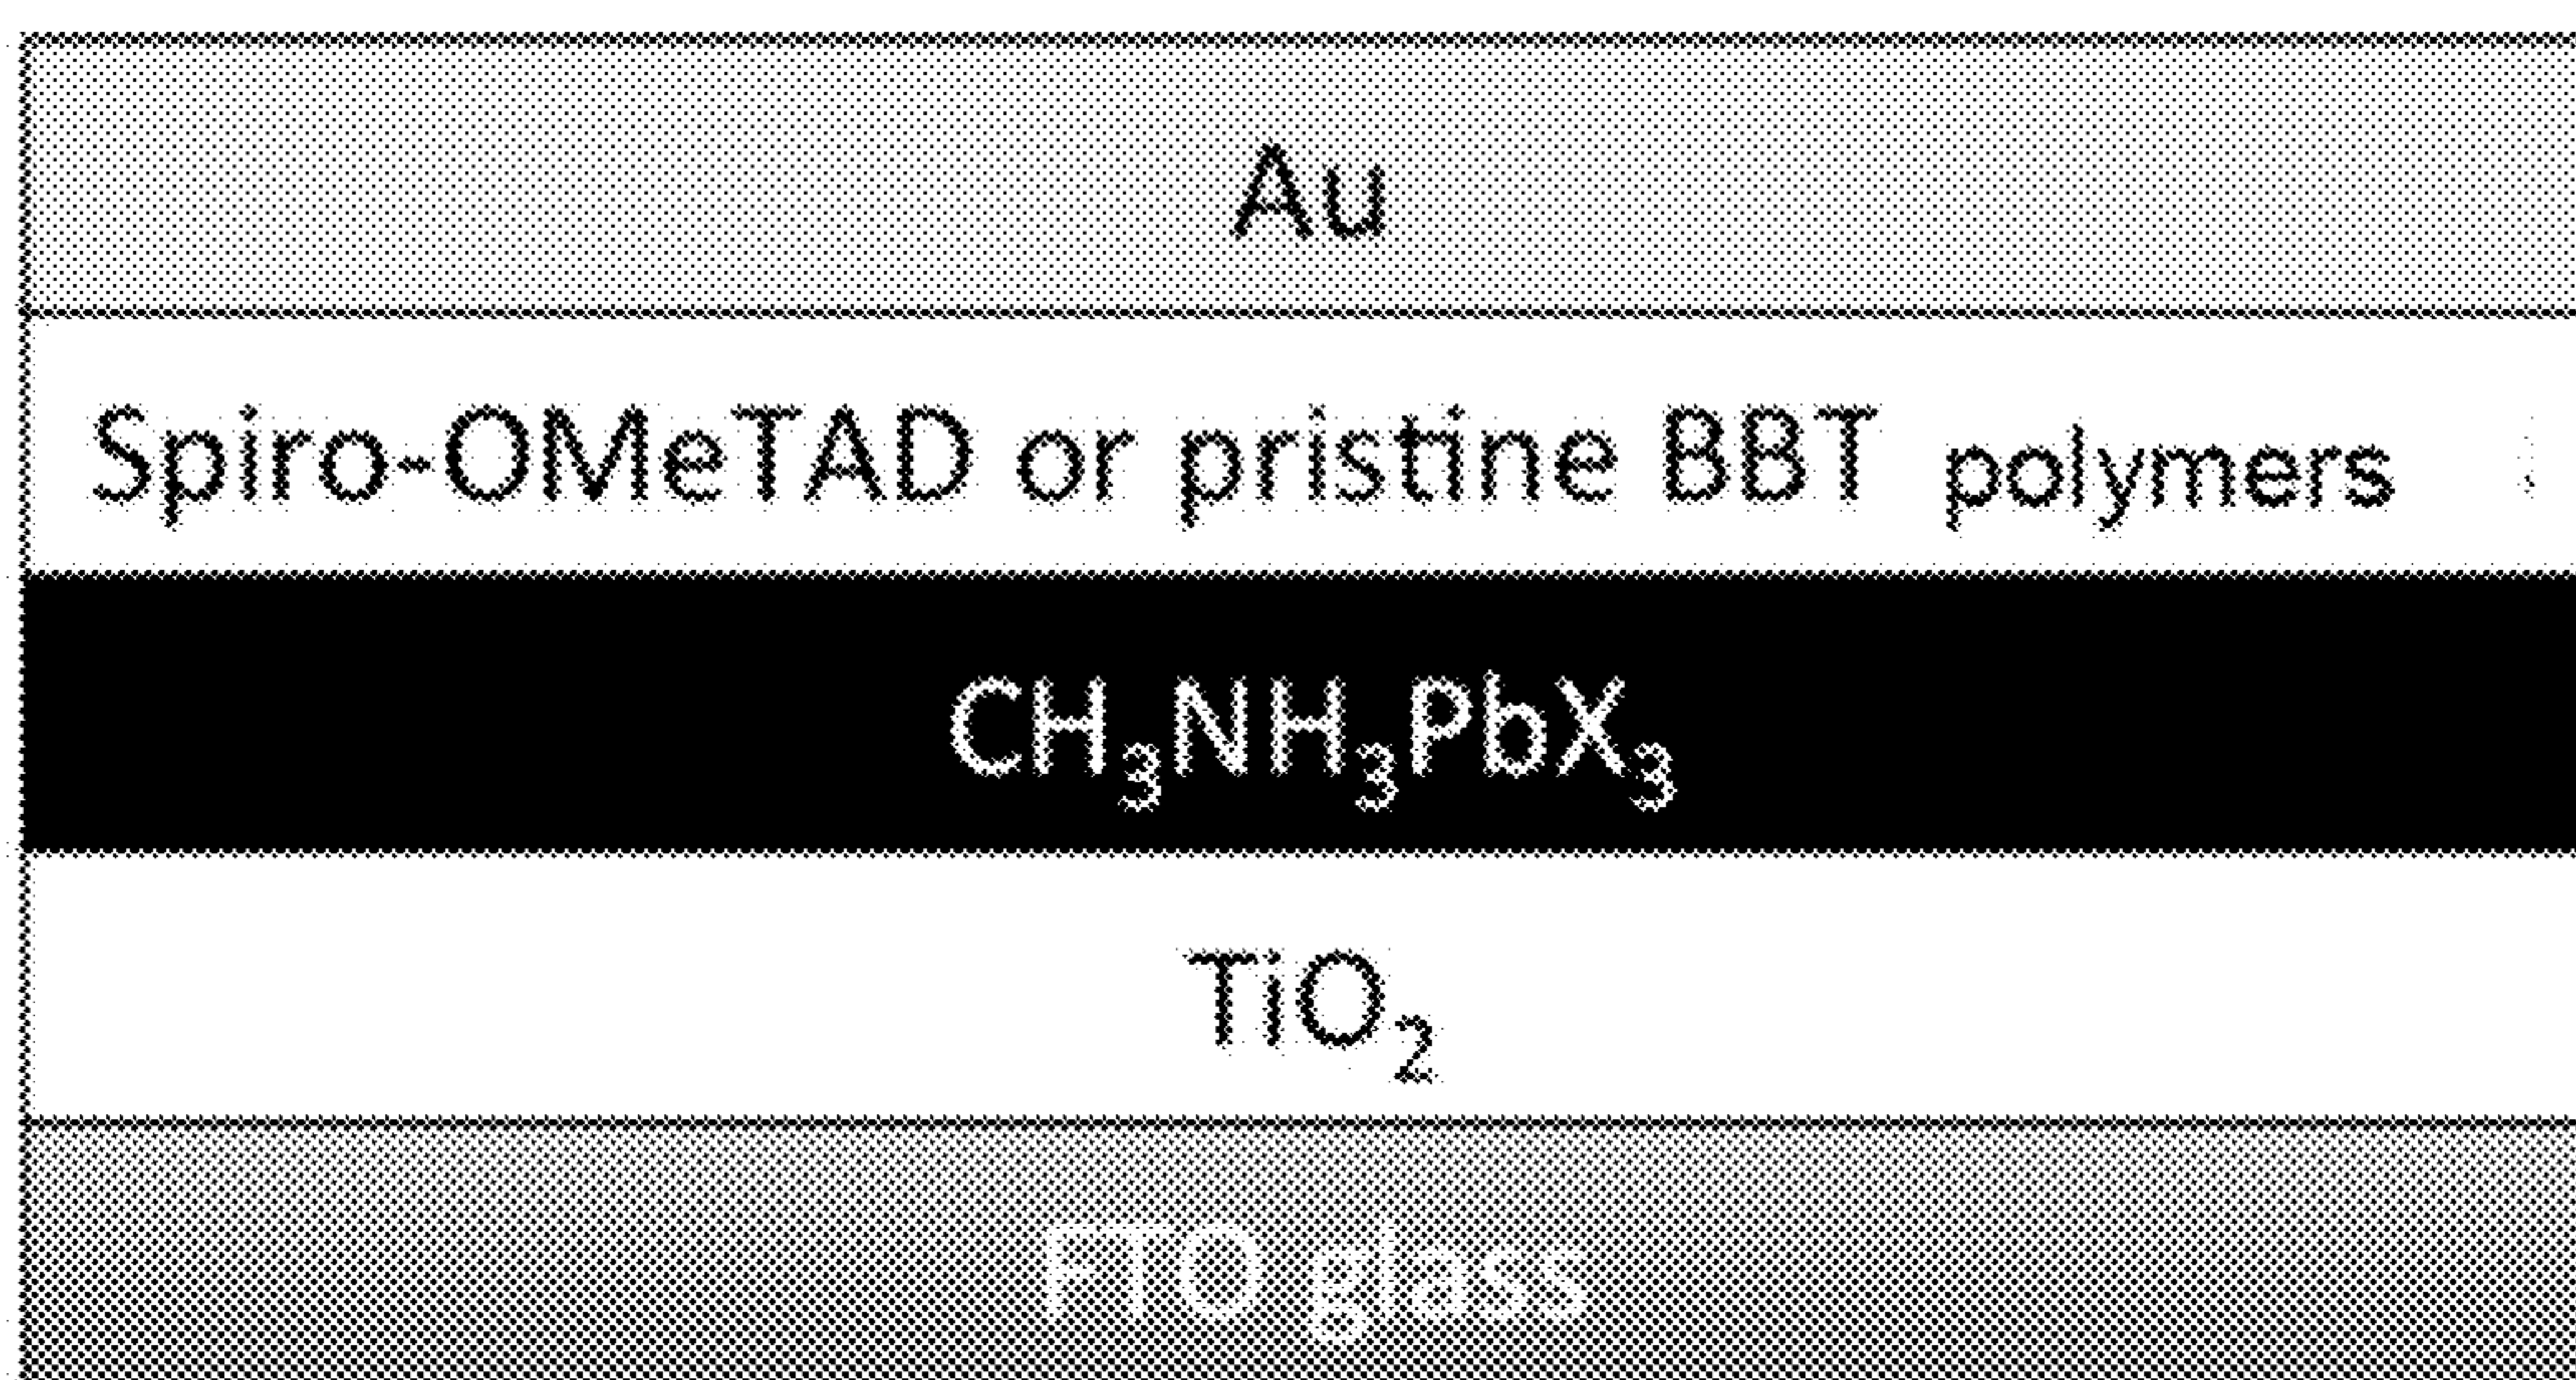 Au
Spiro-OMeTAD or pristine BBT polymers
CH₃NH₃PbX₃
TiO₂
FTO glass